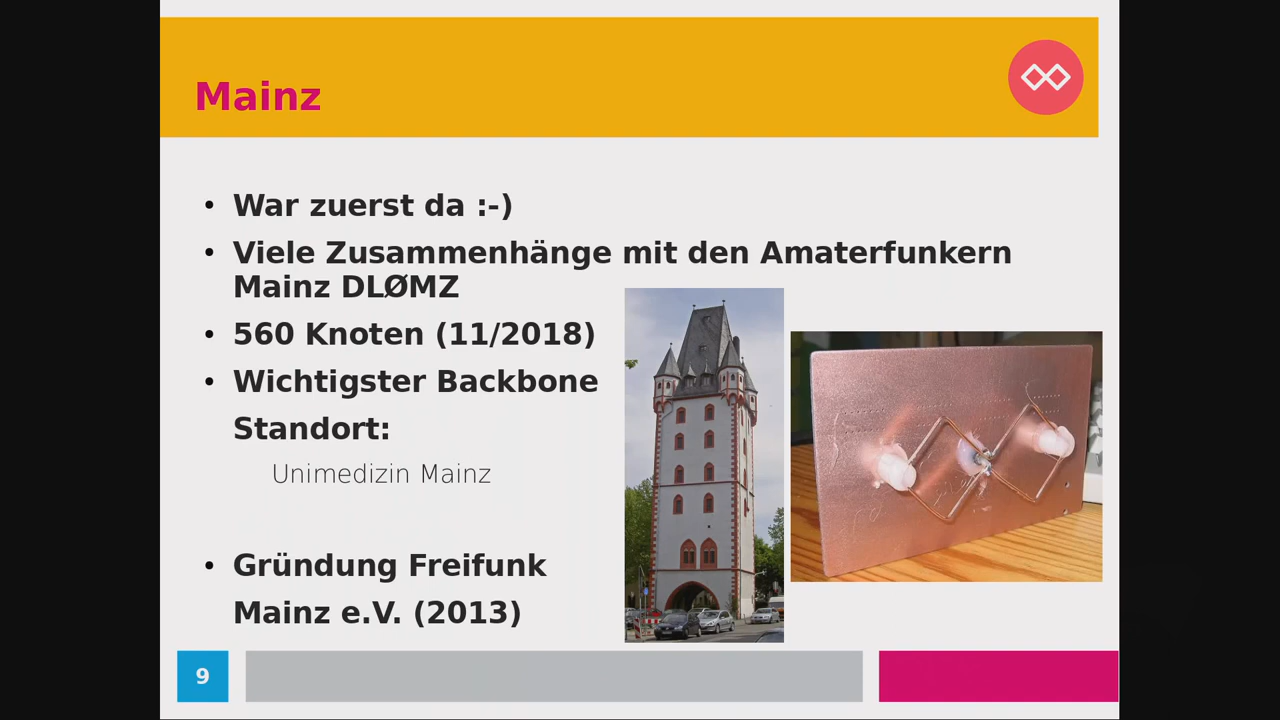 Mainz
• War zuerst da :-)
• Viele Zusammenhänge mit den Amaterfunkern
Mainz DLØMZ
• 560 Knoten (11/2018)
• Wichtigster Backbone
Standort:
Unimedizin Mainz
• Gründung Freifunk
Mainz e.V. (2013)
9